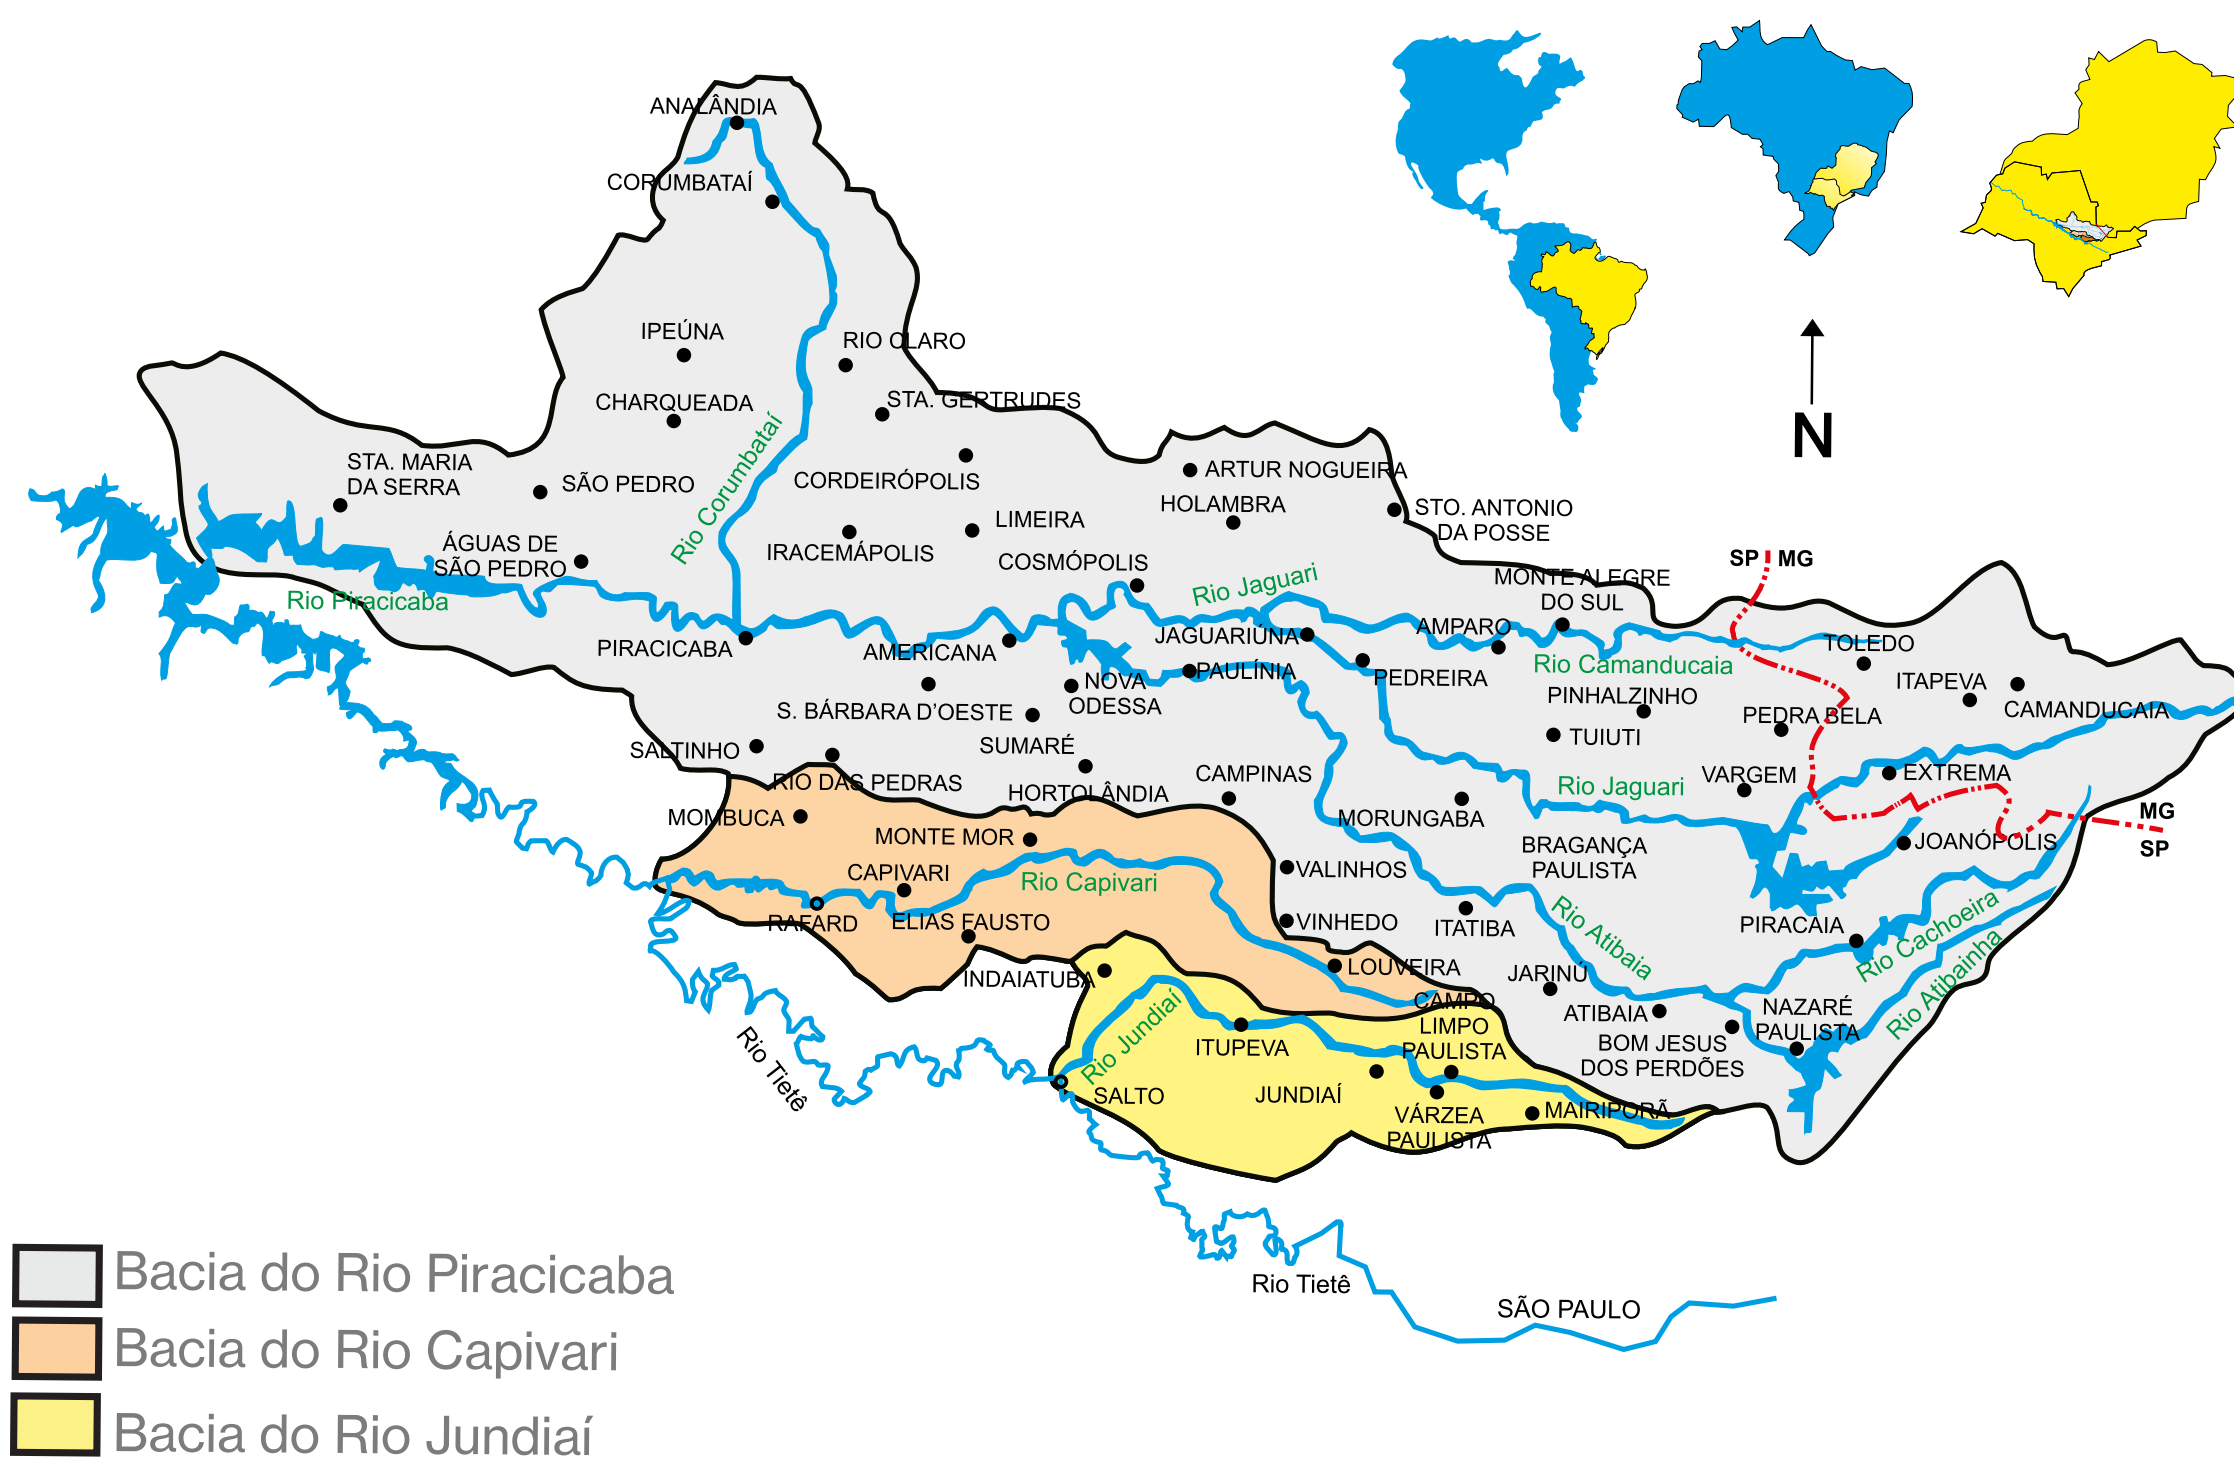 ANALÂNDIA
CORUMBATAÍ
IPEÚNA
RIO CLARO
CHARQUEADA
STA. GERTRUDES
Rio Corumbataí
STA. MARIA
DA SERRA
SÃO PEDRO
CORDEIRÓPOLIS
ARTUR NOGUEIRA
HOLAMBRA
STO. ANTONIO
DA POSSE
N
LIMEIRA
IRACEMÁPOLIS
ÁGUAS DE
SÃO PEDRO
COSMÓPOLIS
SP
MG
Rio Piracicaba
Rio Jaguari
MONTE ALEGRE
DO SUL
PIRACICABA
AMERICANA
JAGUARIÚNA
AMPARO
TOLEDO
Rio Camanducaia
PAULÍNIA
PEDREIRA
NOVA
ODESSA
PINHALZINHO
ITAPEVA
CAMANDUCAIA
S. BÁRBARA D’OESTE
PEDRA BELA
TUIUTI
SALTINHO
SUMARÉ
RIO DAS PEDRAS
HORTOLÂNDIA
CAMPINAS
Rio Jaguari
VARGEM
EXTREMA
MOMBUCA
MONTE MOR
MORUNGABA
BRAGANÇA
PAULISTA
JOANÓPOLIS
MG
SP
CAPIVARI
Rio Capivari
VALINHOS
RAFARD
ELIAS FAUSTO
VINHEDO
ITATIBA
Rio Atibaia
PIRACAIA
Rio Cachoeira
Rio Atibainha
INDAIATUBA
LOUVEIRA
JARINÚ
CAMPO
LIMPO
PAULISTA
ATIBAIA
NAZARÉ
PAULISTA
BOM JESUS
DOS PERDÕES
Rio Jundiaí
ITUPEVA
Rio Tietê
SALTO
JUNDIAÍ
VÁRZEA
PAULISTA
MAIRIPORÃ
Rio Tietê
SÃO PAULO
Bacia do Rio Piracicaba
Bacia do Rio Capivari
Bacia do Rio Jundiaí